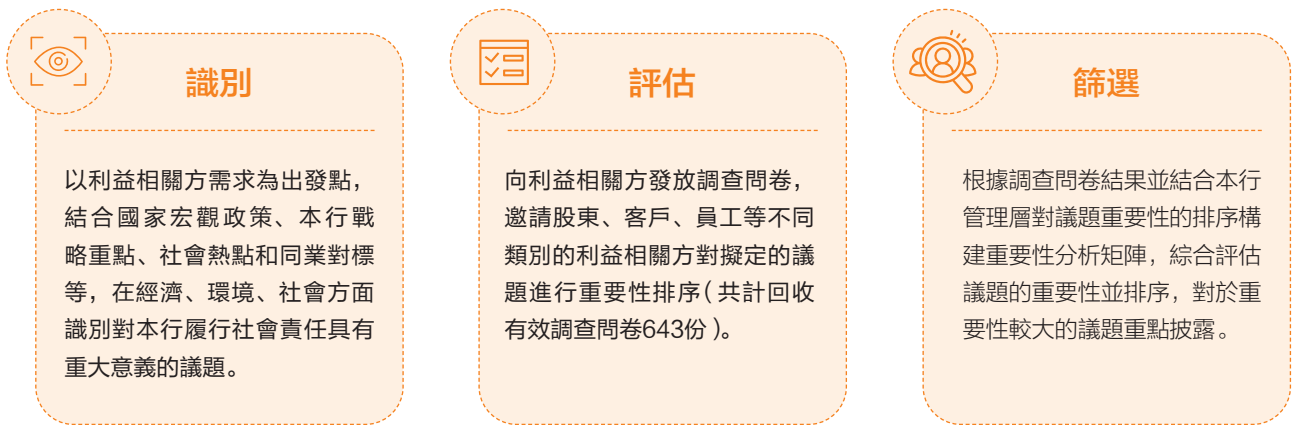 識別
以利益相關方需求為出發點，
結合國家宏觀政策、本行戰
略重點、社會熱點和同業對標
等，在經濟、環境、社會方面
識別對本行履行社會責任具有
重大意義的議題。
評估
向利益相關方發放調查問卷，
邀請股東、客戶、員工等不同
類別的利益相關方對擬定的議
題進行重要性排序（共計回收
有效調查問卷643份）。
篩選
根據調查問卷結果並結合本行
管理層對議題重要性的排序構
建重要性分析矩陣，綜合評估
議題的重要性並排序，對於重
要性較大的議題重點披露。